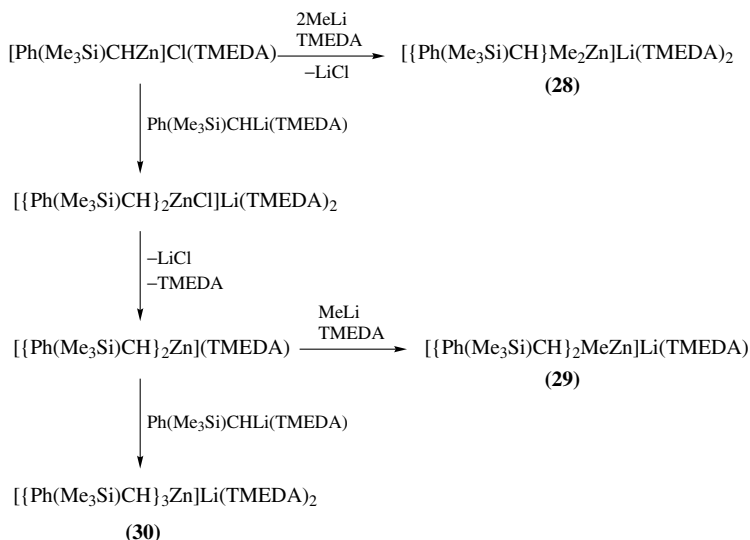 2MeLi
TMEDA
[Ph(Me₃Si)CHZn]Cl(TMEDA)
–LiCl
[{Ph(Me₃Si)CH}Me₂Zn]Li(TMEDA)₂
(28)
Ph(Me₃Si)CHLi(TMEDA)
[{Ph(Me₃Si)CH}₂ZnCl]Li(TMEDA)₂
–LiCl
–TMEDA
MeLi
TMEDA
[{Ph(Me₃Si)CH}₂Zn](TMEDA)
[{Ph(Me₃Si)CH}₂MeZn]Li(TMEDA)
(29)
Ph(Me₃Si)CHLi(TMEDA)
[{Ph(Me₃Si)CH}₃Zn]Li(TMEDA)₂
(30)